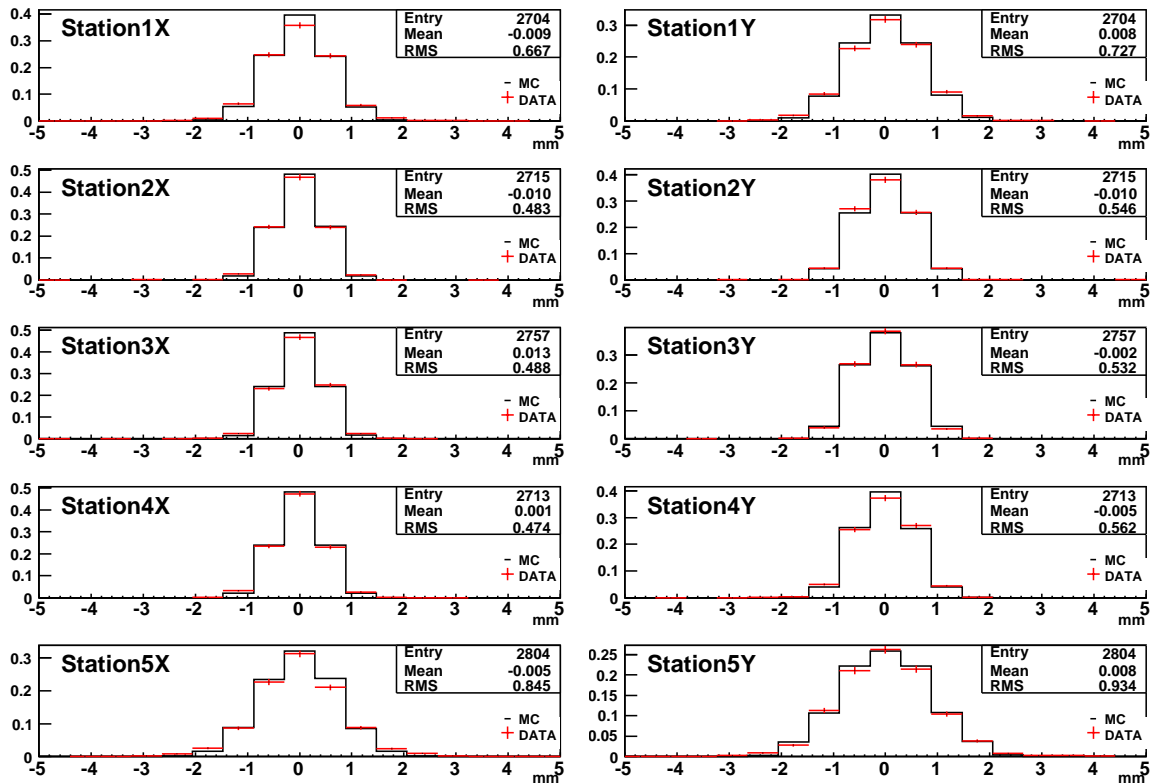 Station1X
Entry 2704
Mean -0.009
RMS 0.667
MC
DATA
0.4
0.3
0.2
0.1
0
-5 -4 -3 -2 -1 0 1 2 3 4 5
mm
Station1Y
Entry 2704
Mean 0.008
RMS 0.727
MC
DATA
0.3
0.2
0.1
0
-5 -4 -3 -2 -1 0 1 2 3 4 5
mm
Station2X
Entry 2715
Mean -0.010
RMS 0.483
MC
DATA
0.5
0.4
0.3
0.2
0.1
0
-5 -4 -3 -2 -1 0 1 2 3 4 5
mm
Station2Y
Entry 2715
Mean -0.010
RMS 0.546
MC
DATA
0.4
0.3
0.2
0.1
0
-5 -4 -3 -2 -1 0 1 2 3 4 5
mm
Station3X
Entry 2757
Mean 0.013
RMS 0.488
MC
DATA
0.5
0.4
0.3
0.2
0.1
0
-5 -4 -3 -2 -1 0 1 2 3 4 5
mm
Station3Y
Entry 2757
Mean -0.002
RMS 0.532
MC
DATA
0.3
0.2
0.1
0
-5 -4 -3 -2 -1 0 1 2 3 4 5
mm
Station4X
Entry 2713
Mean 0.001
RMS 0.474
MC
DATA
0.5
0.4
0.3
0.2
0.1
0
-5 -4 -3 -2 -1 0 1 2 3 4 5
mm
Station4Y
Entry 2713
Mean -0.005
RMS 0.562
MC
DATA
0.4
0.3
0.2
0.1
0
-5 -4 -3 -2 -1 0 1 2 3 4 5
mm
Station5X
Entry 2804
Mean -0.005
RMS 0.845
MC
DATA
0.3
0.2
0.1
0
-5 -4 -3 -2 -1 0 1 2 3 4 5
mm
Station5Y
Entry 2804
Mean 0.008
RMS 0.934
MC
DATA
0.25
0.2
0.15
0.1
0.05
0
-5 -4 -3 -2 -1 0 1 2 3 4 5
mm